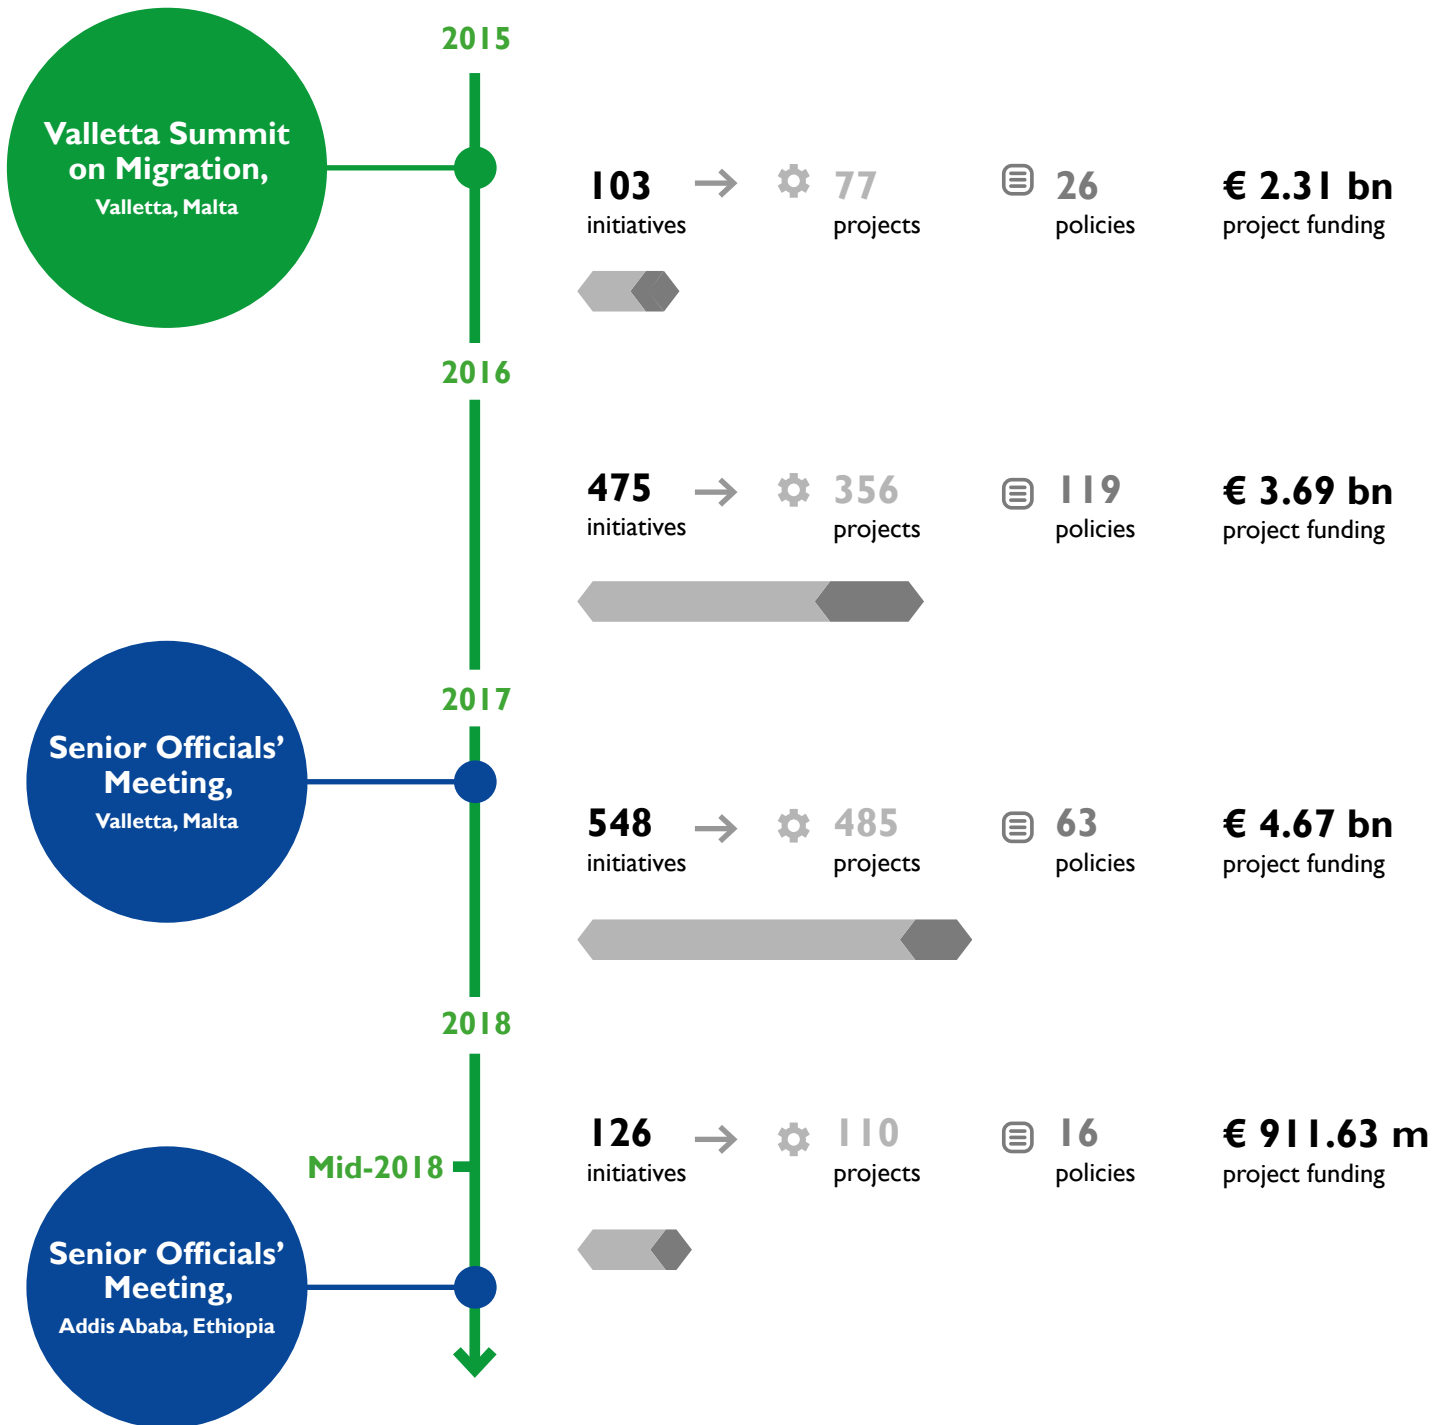 2015
Valletta Summit
on Migration,
Valletta, Malta
103
initiatives
77
projects
26
policies
€ 2.31 bn
project funding
2016
475
initiatives
356
projects
119
policies
€ 3.69 bn
project funding
2017
Senior Officials’
Meeting,
Valletta, Malta
548
initiatives
485
projects
63
policies
€ 4.67 bn
project funding
2018
126
initiatives
110
projects
16
policies
€ 911.63 m
project funding
Mid-2018
Senior Officials’
Meeting,
Addis Ababa, Ethiopia